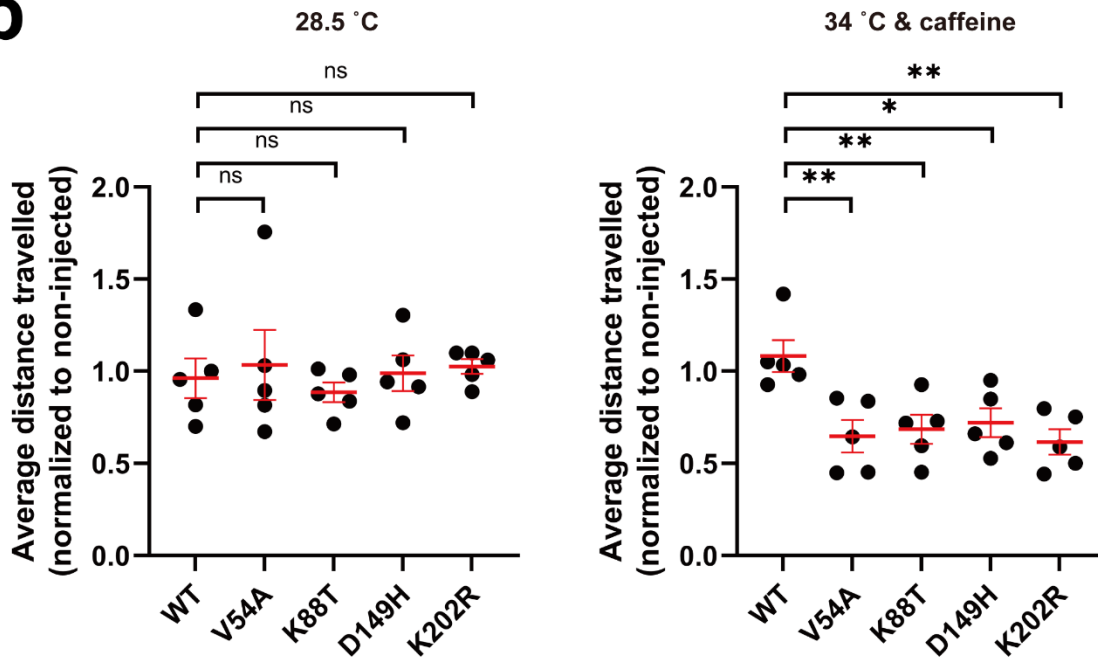 b
28.5 °C
ns
ns
ns
ns
Average distance travelled
(normalized to non-injected)
2.0
1.5
1.0
0.5
0.0
WT
V54A
K88T
D149H
K202R
34 °C & caffeine
**
*
**
**
Average distance travelled
(normalized to non-injected)
2.0
1.5
1.0
0.5
0.0
WT
V54A
K88T
D149H
K202R